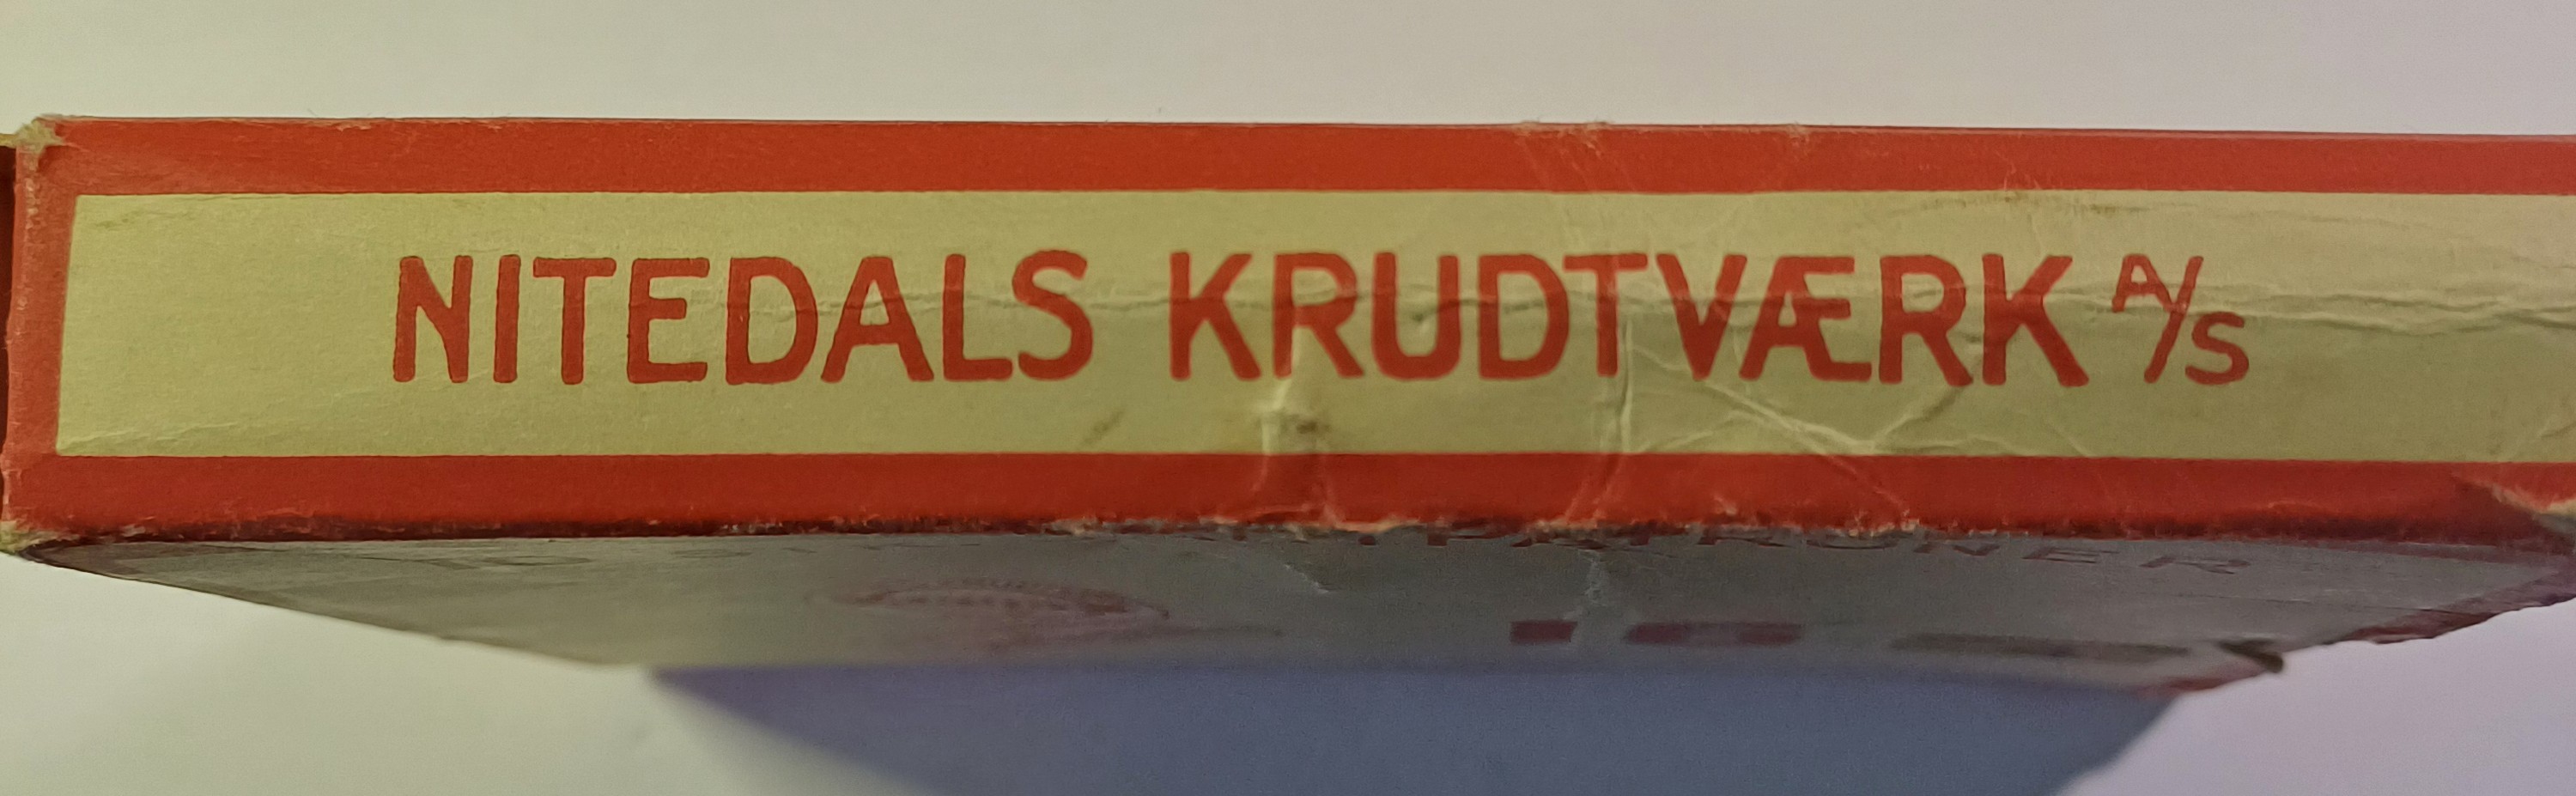 NITEDALS KRUDTVÆRK A/S